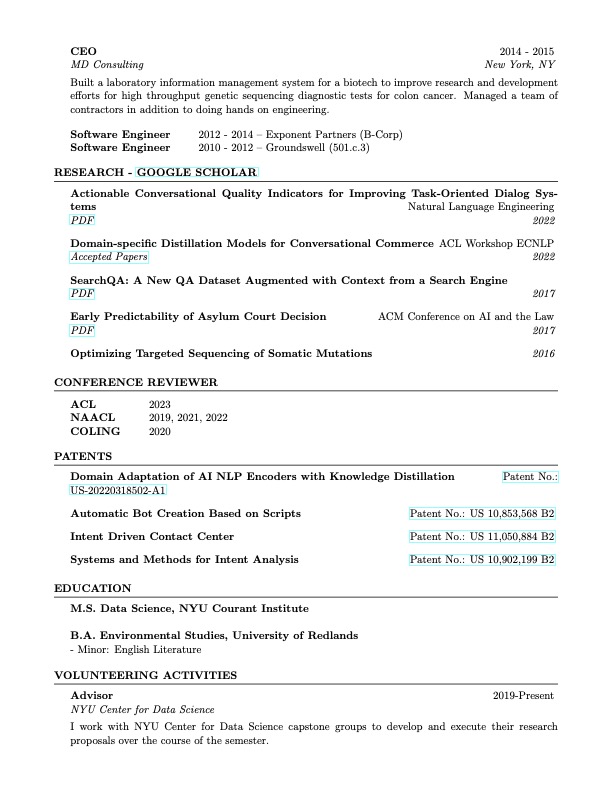 CEO 2014 - 2015
MD Consulting New York, NY
Built a laboratory information management system for a biotech to improve research and development
efforts for high throughput genetic sequencing diagnostic tests for colon cancer. Managed a team of
contractors in addition to doing hands on engineering.
Software Engineer 2012 - 2014 – Exponent Partners (B-Corp)
Software Engineer 2010 - 2012 – Groundswell (501.c.3)
RESEARCH - GOOGLE SCHOLAR
Actionable Conversational Quality Indicators for Improving Task-Oriented Dialog Sys-
tems Natural Language Engineering
PDF 2022
Domain-specific Distillation Models for Conversational Commerce ACL Workshop ECNLP
Accepted Papers 2022
SearchQA: A New QA Dataset Augmented with Context from a Search Engine
PDF 2017
Early Predictability of Asylum Court Decision ACM Conference on AI and the Law
PDF 2017
Optimizing Targeted Sequencing of Somatic Mutations 2016
CONFERENCE REVIEWER
ACL 2023
NAACL 2019, 2021, 2022
COLING 2020
PATENTS
Domain Adaptation of AI NLP Encoders with Knowledge Distillation Patent No.:
US-20220318502-A1
Automatic Bot Creation Based on Scripts Patent No.: US 10,853,568 B2
Intent Driven Contact Center Patent No.: US 11,050,884 B2
Systems and Methods for Intent Analysis Patent No.: US 10,902,199 B2
EDUCATION
M.S. Data Science, NYU Courant Institute
B.A. Environmental Studies, University of Redlands
- Minor: English Literature
VOLUNTEERING ACTIVITIES
Advisor 2019-Present
NYU Center for Data Science
I work with NYU Center for Data Science capstone groups to develop and execute their research
proposals over the course of the semester.